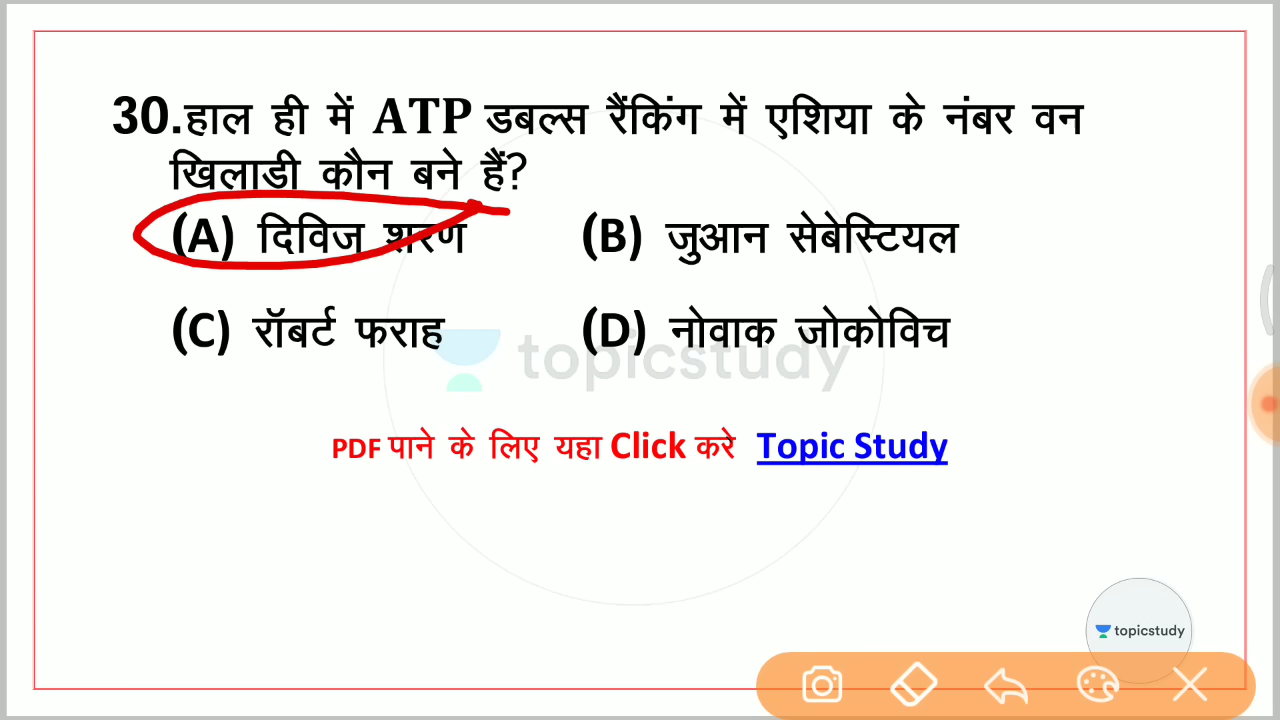 30.हाल ही में ATP डबल्स रैंकिंग में एशिया के नंबर वन
खिलाडी कौन बने हैं?
(A) दिविज शरण (B) जुआन सेबेस्टियल
(C) रॉबर्ट फराह (D) नोवाक जोकोविच
topicstudy
PDF पाने के लिए यहा Click करे Topic Study
topicstudy